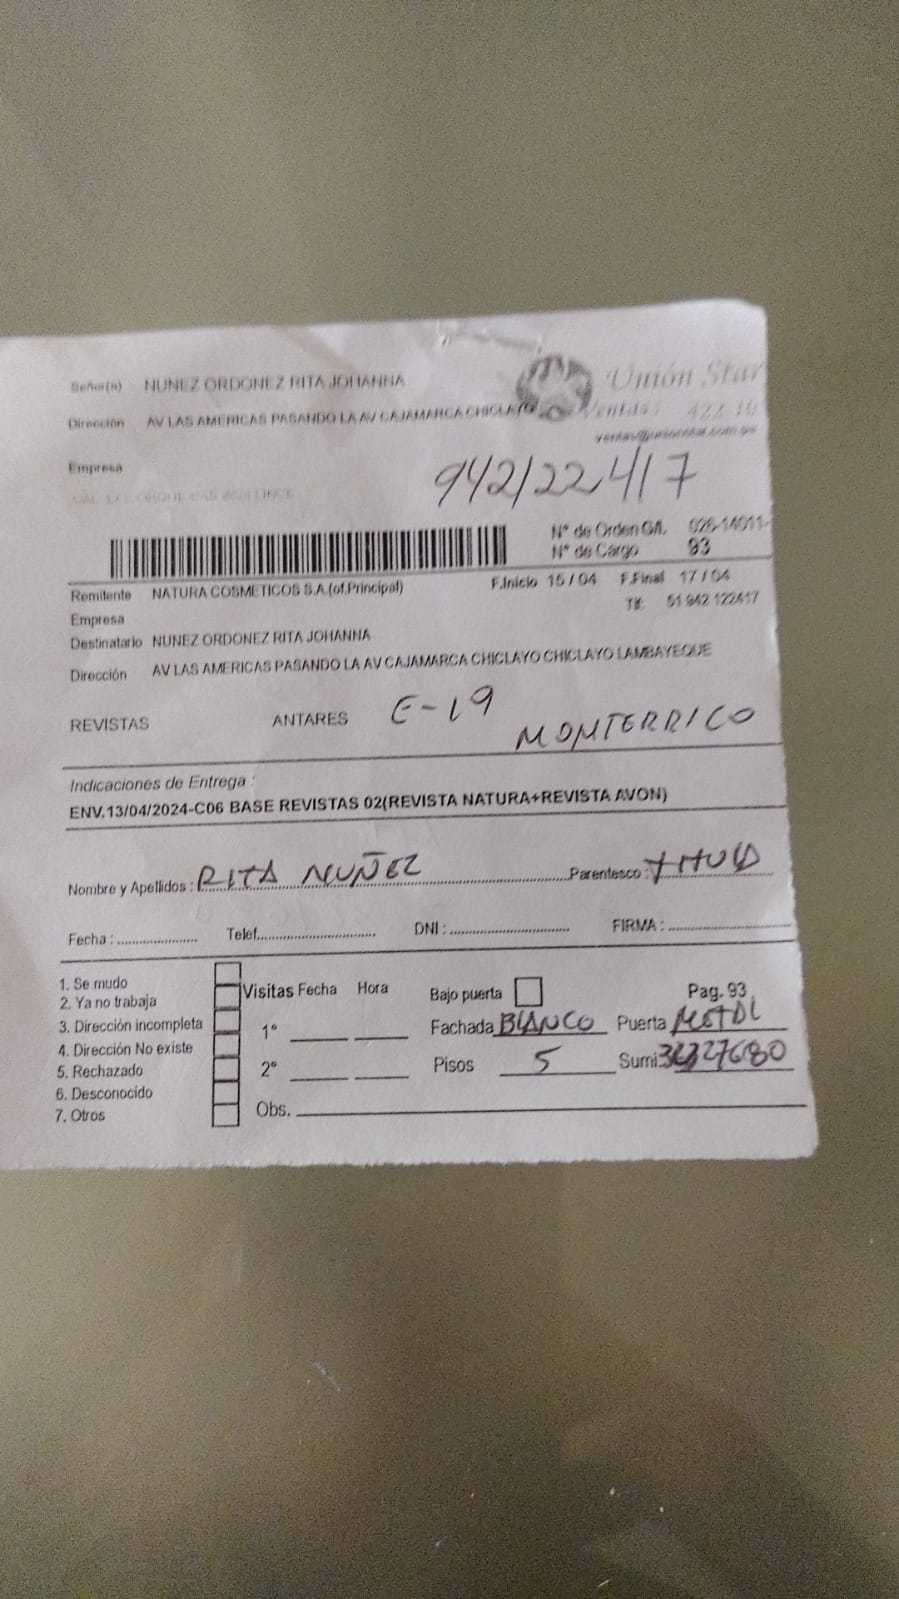 Señor(a) NUNEZ ORDONEZ RITA JOHANNA
Unión Star
Dirección AV LAS AMERICAS PASANDO LA AV CAJAMARCA CHICLAYO
Ventas: 422-10
Empresa
942122417
N° de Orden G/L 026-14011-
N° de Cargo 93
Remitente NATURA COSMETICOS S.A.(of.Principal) F.Inicio 15 / 04 F.Final 17 / 04
Empresa Tlf: 51 942 122417
Destinatario NUNEZ ORDONEZ RITA JOHANNA
Dirección AV LAS AMERICAS PASANDO LA AV CAJAMARCA CHICLAYO CHICLAYO LAMBAYEQUE
REVISTAS ANTARES E-19 MONTERRICO
Indicaciones de Entrega :
ENV.13/04/2024-C06 BASE REVISTAS 02(REVISTA NATURA+REVISTA AVON)
Nombre y Apellidos : RITA NUÑEZ Parentesco :
Fecha : Telef. DNI : FIRMA :
1. Se mudo
2. Ya no trabaja
3. Dirección incompleta
4. Dirección No existe
5. Rechazado
6. Desconocido
7. Otros
Visitas Fecha Hora
1°
2°
Obs.
Bajo puerta Pag. 93
Fachada BLANCO Puerta METAL
Pisos 5 Sumi: